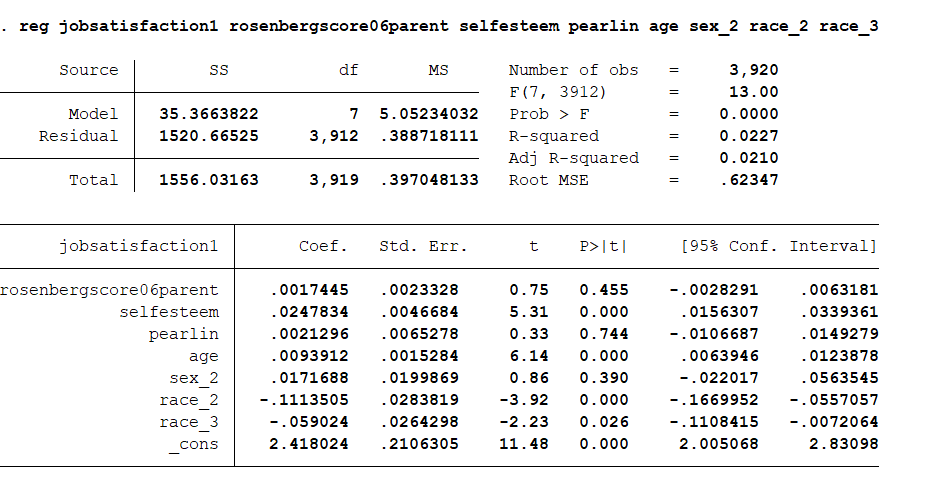 . reg jobsatisfaction1 rosenbergscore06parent selfesteem pearlin age sex_2 race_2 race_3
Source SS df MS Number of obs = 3,920
F(7, 3912) = 13.00
Model 35.3663822 7 5.05234032 Prob > F = 0.0000
Residual 1520.66525 3,912 .388718111 R-squared = 0.0227
Adj R-squared = 0.0210
Total 1556.03163 3,919 .397048133 Root MSE = .62347
jobsatisfaction1 Coef. Std. Err. t P>|t| [95% Conf. Interval]
rosenbergscore06parent .0017445 .0023328 0.75 0.455 -.0028291 .0063181
selfesteem .0247834 .0046684 5.31 0.000 .0156307 .0339361
pearlin .0021296 .0065278 0.33 0.744 -.0106687 .0149279
age .0093912 .0015284 6.14 0.000 .0063946 .0123878
sex_2 .0171688 .0199869 0.86 0.390 -.022017 .0563545
race_2 -.1113505 .0283819 -3.92 0.000 -.1669952 -.0557057
race_3 -.059024 .0264298 -2.23 0.026 -.1108415 -.0072064
_cons 2.418024 .2106305 11.48 0.000 2.005068 2.83098